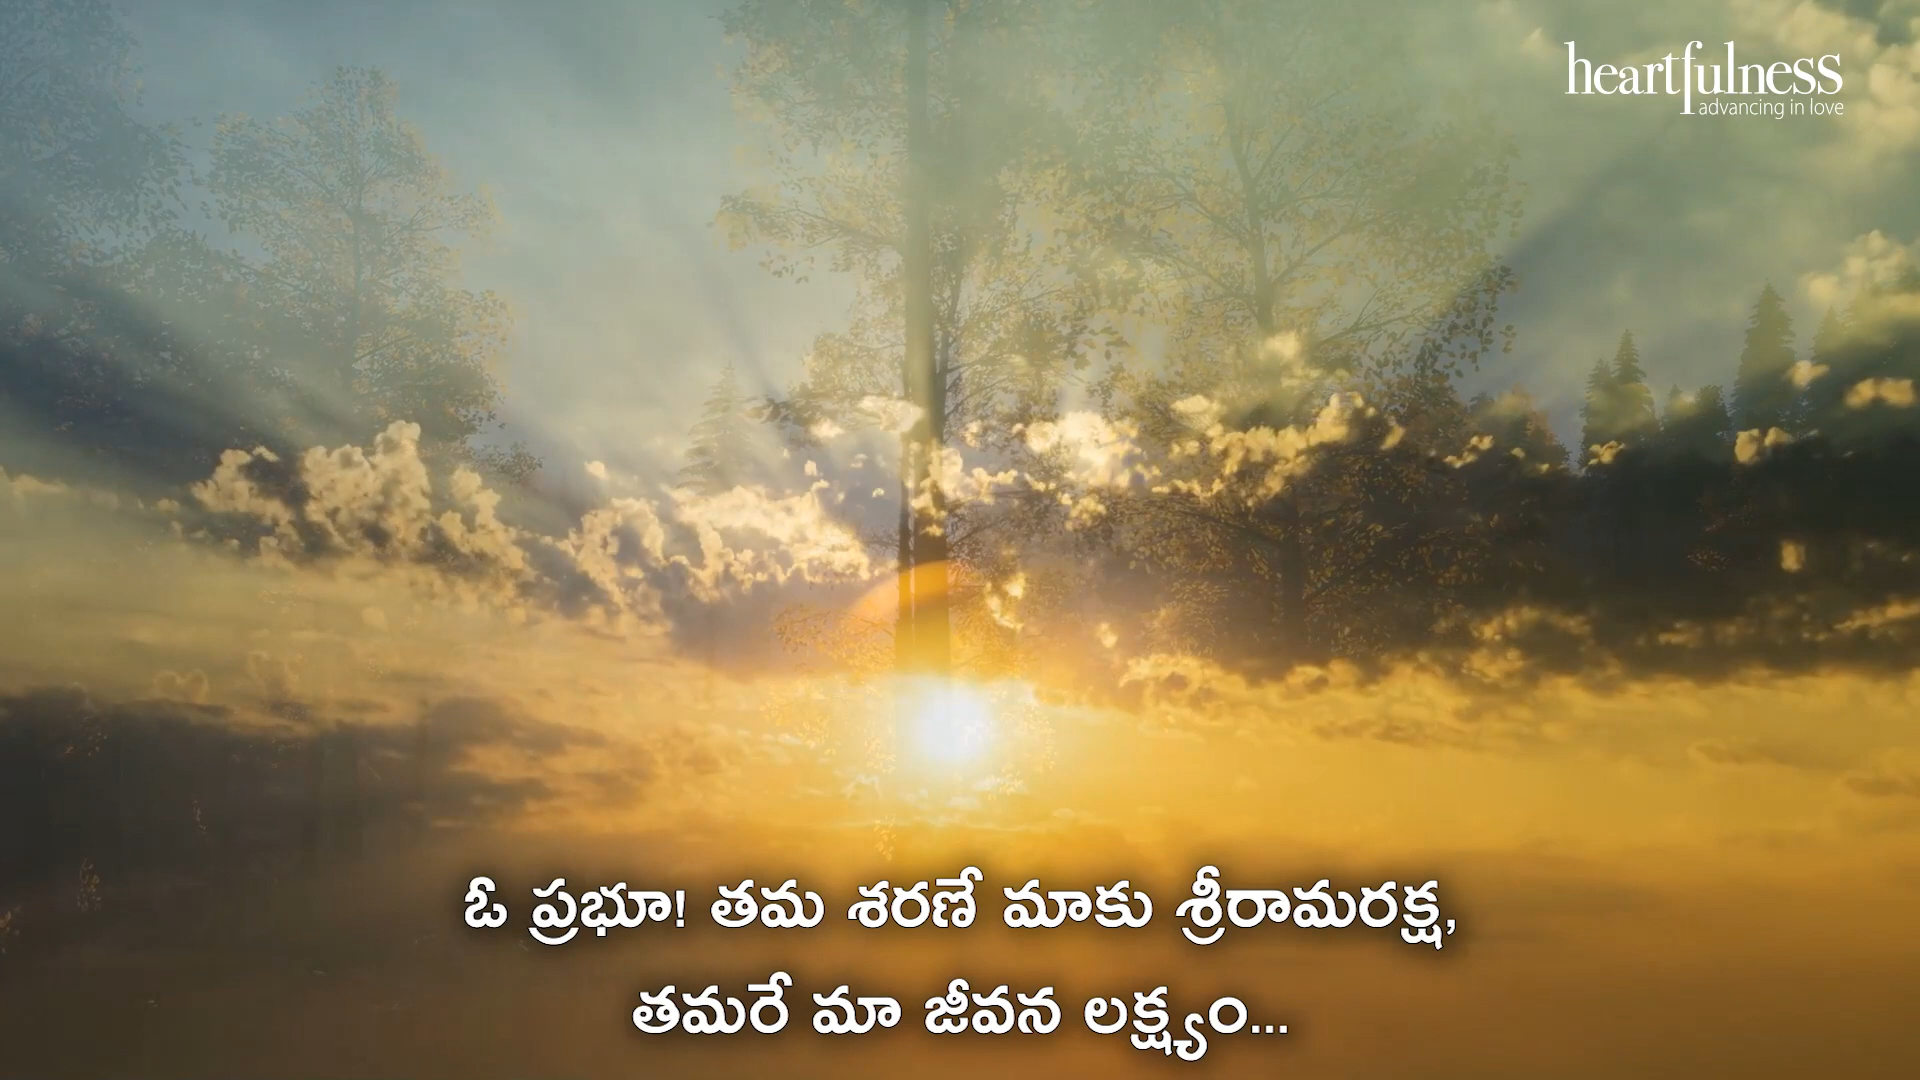 heartfulness
advancing in love
ఓ ప్రభూ! తమ శరణే మాకు శ్రీరామరక్ష,
తమరే మా జీవన లక్ష్యం...